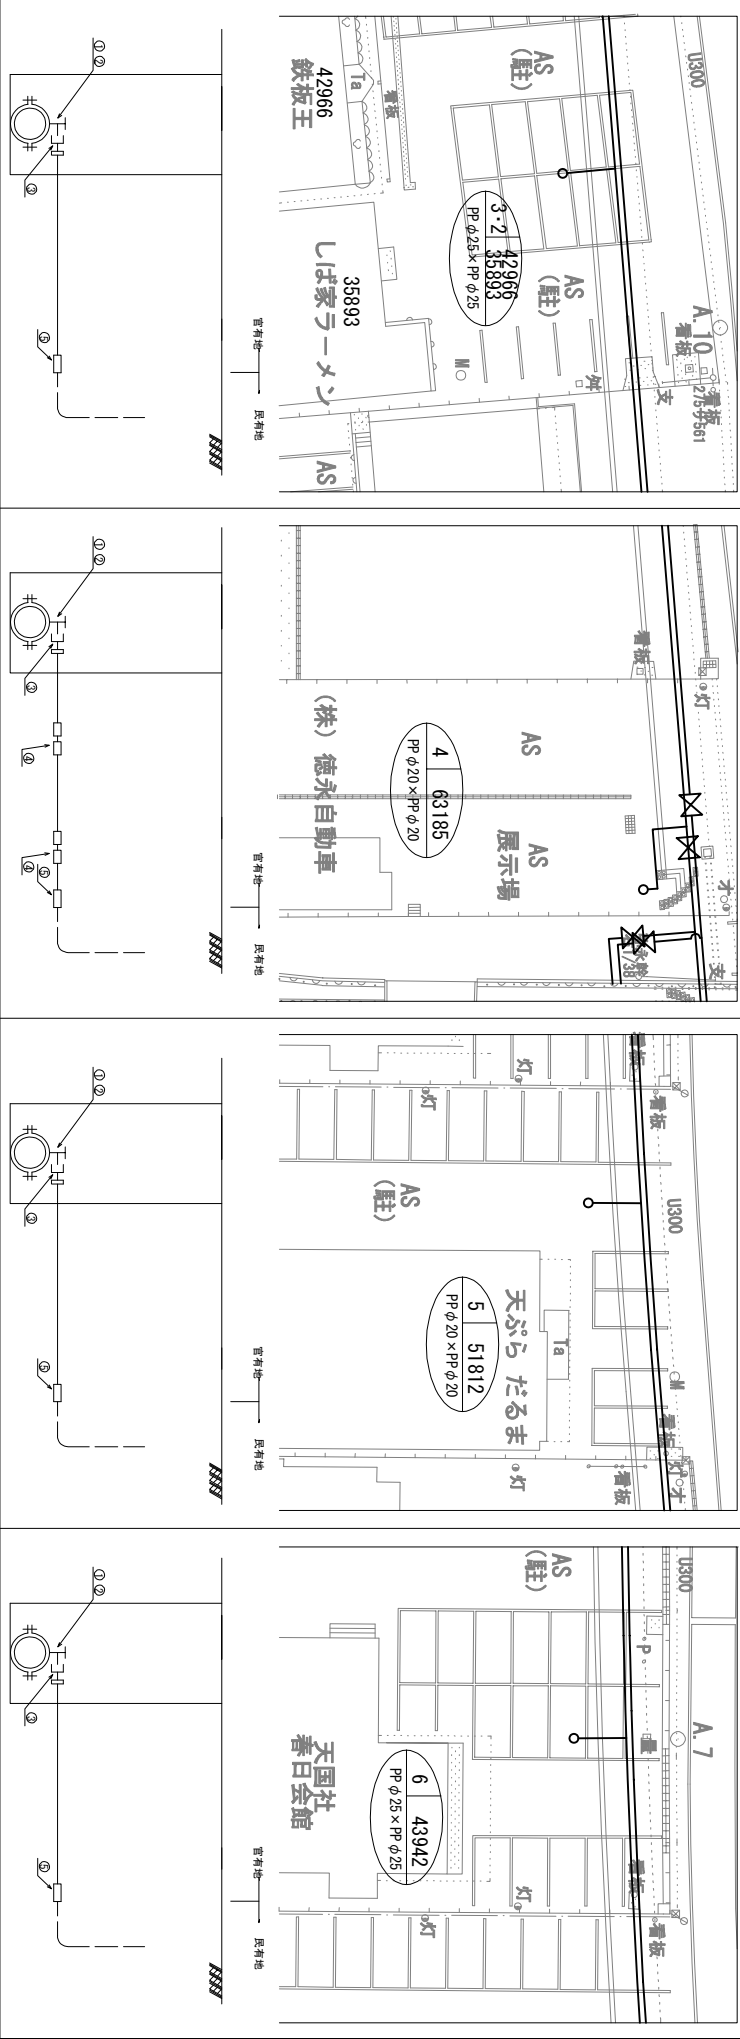 AS
(駐)
U300
42966
鉄板王
Ta
看板
3・2
42966
35893
PPφ25×PPφ25
AS
(駐)
A.10
看板
看板
M
舛
支
35893
しば家ラーメン
AS
官有地
民有地
①②
③
⑤
看板
灯
AS
4
63185
PPφ20×PPφ20
(株)徳永自動車
AS
展示場
オ
支
官有地
民有地
①②
③
④
④
⑤
看板
灯
灯
看板
AS
(駐)
U300
5
51812
PPφ20×PPφ20
天ぷら だるま
Ta
M
看板
灯
オ
灯
看板
官有地
民有地
①②
③
⑤
AS
(駐)
U300
P
A.7
天国社
春日会館
6
43942
PPφ25×PPφ25
看板
灯
灯
看板
官有地
民有地
①②
③
⑤